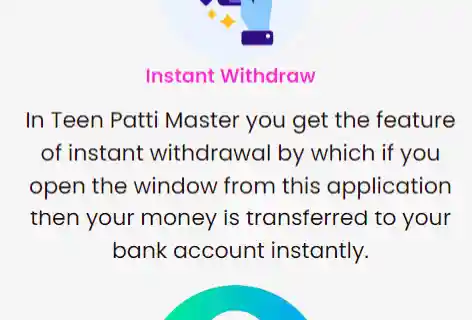 Instant Withdraw
In Teen Patti Master you get the feature
of instant withdrawal by which if you
open the window from this application
then your money is transferred to your
bank account instantly.